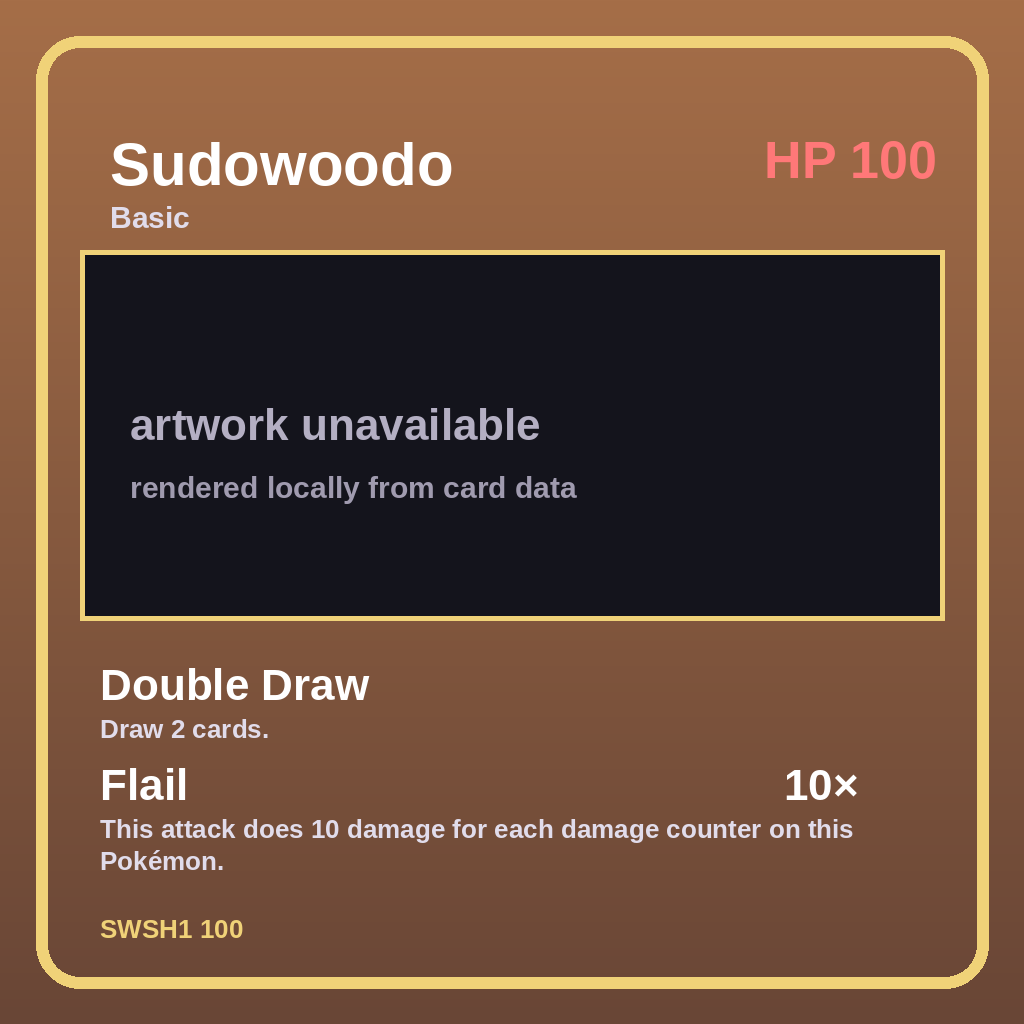 Sudowoodo
HP 100
Basic
artwork unavailable
rendered locally from card data
Double Draw
Draw 2 cards.
Flail
10×
This attack does 10 damage for each damage counter on this
Pokémon.
SWSH1 100